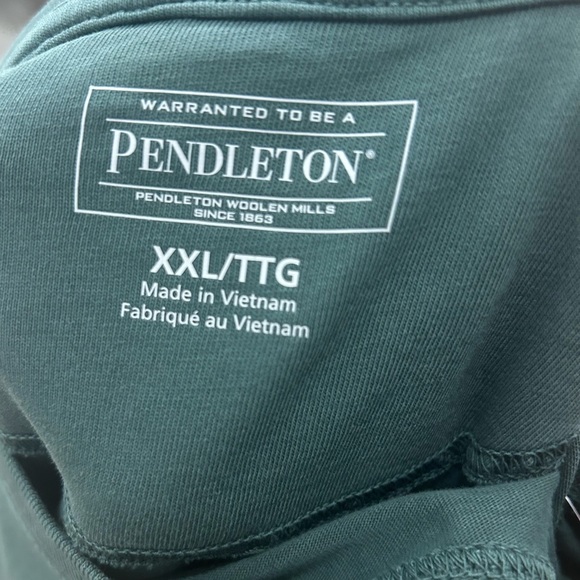 WARRANTED TO BE A
PENDLETON®
PENDLETON WOOLEN MILLS
SINCE 1863
XXL/TTG
Made in Vietnam
Fabriqué au Vietnam